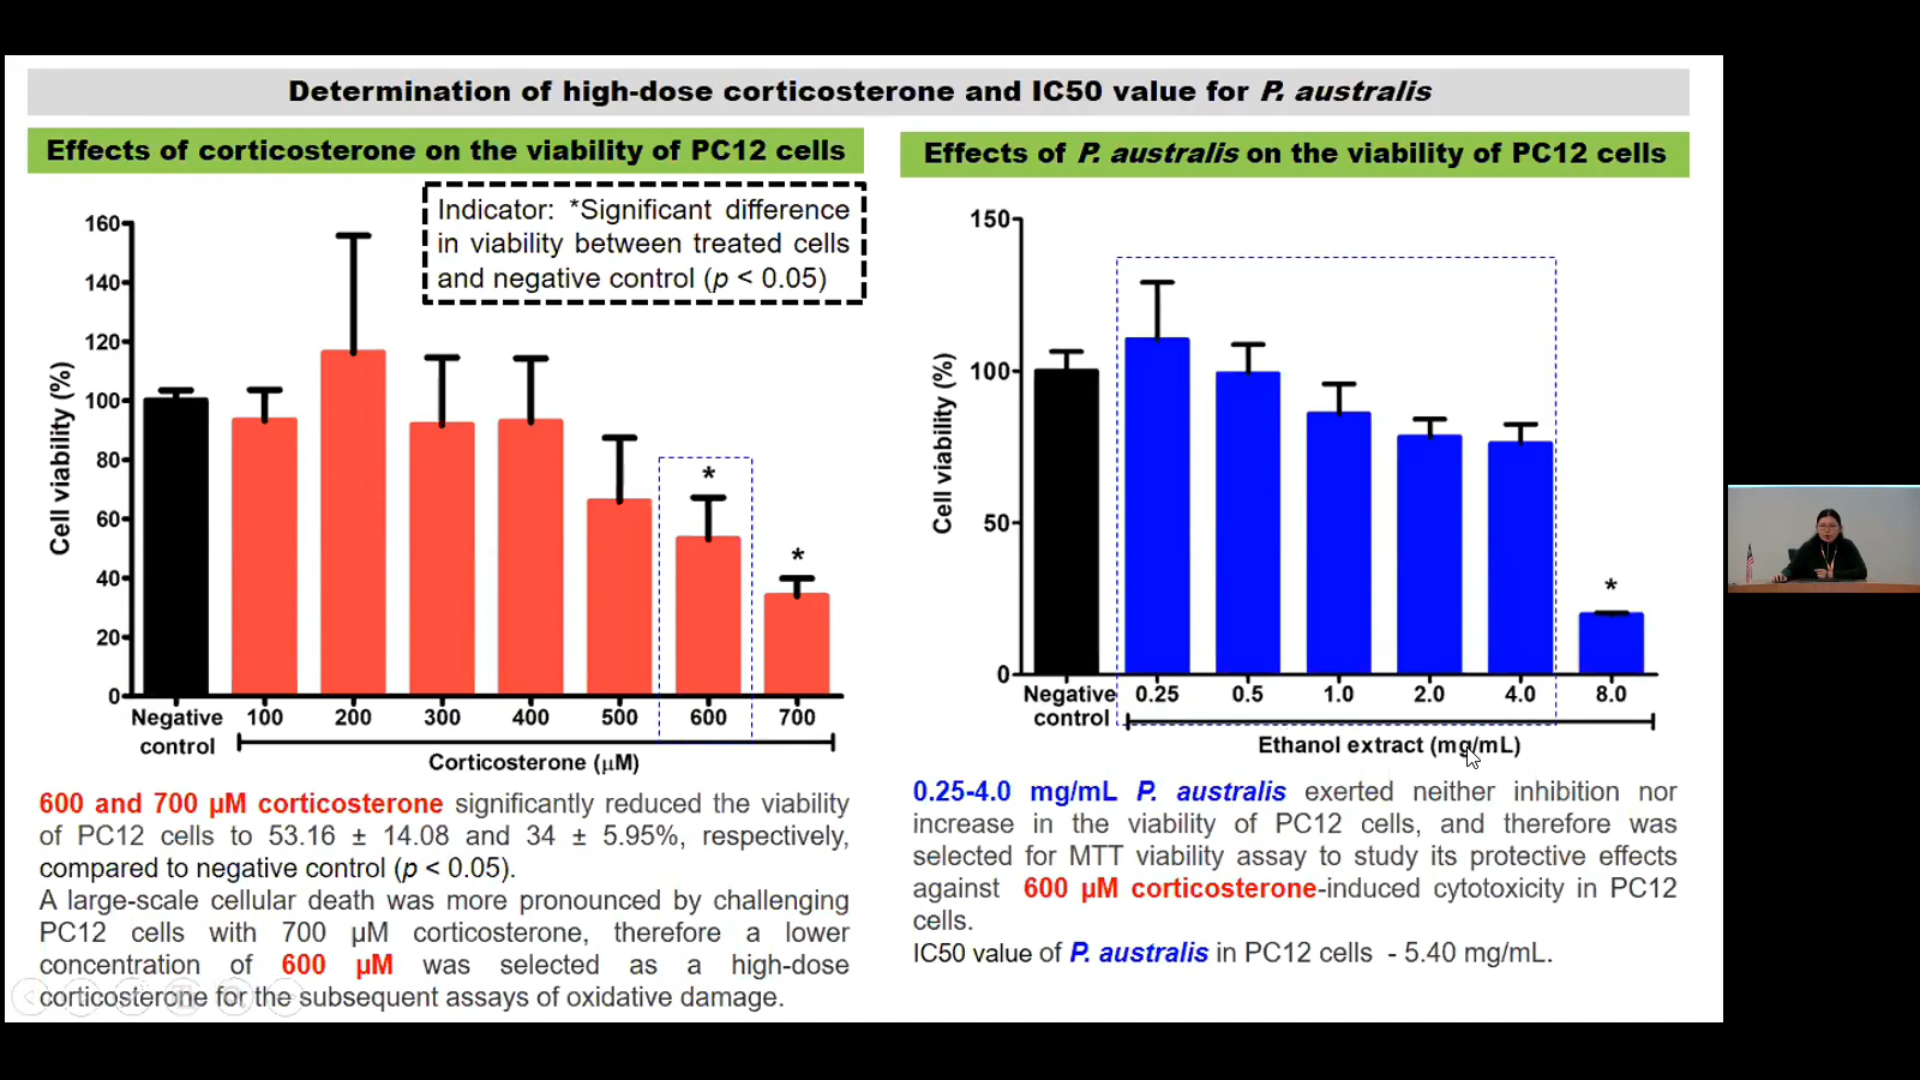 Determination of high-dose corticosterone and IC50 value for P. australis
Effects of corticosterone on the viability of PC12 cells
Indicator: *Significant difference
in viability between treated cells
and negative control (p < 0.05)
Cell viability (%)
160
140
120
100
80
60
40
20
0
*
*
Negative
control
100
200
300
400
500
600
700
Corticosterone (µM)
600 and 700 µM corticosterone significantly reduced the viability
of PC12 cells to 53.16 ± 14.08 and 34 ± 5.95%, respectively,
compared to negative control (p < 0.05).
A large-scale cellular death was more pronounced by challenging
PC12 cells with 700 µM corticosterone, therefore a lower
concentration of 600 µM was selected as a high-dose
corticosterone for the subsequent assays of oxidative damage.
Effects of P. australis on the viability of PC12 cells
Cell viability (%)
150
100
50
0
*
Negative
control
0.25
0.5
1.0
2.0
4.0
8.0
Ethanol extract (mg/mL)
0.25-4.0 mg/mL P. australis exerted neither inhibition nor
increase in the viability of PC12 cells, and therefore was
selected for MTT viability assay to study its protective effects
against 600 µM corticosterone-induced cytotoxicity in PC12
cells.
IC50 value of P. australis in PC12 cells - 5.40 mg/mL.